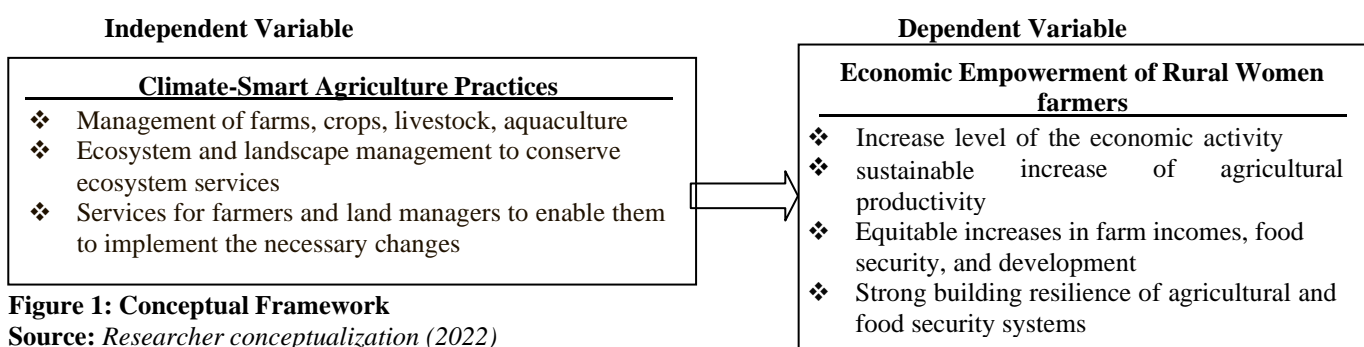 Independent Variable
Climate-Smart Agriculture Practices
❖ Management of farms, crops, livestock, aquaculture
❖ Ecosystem and landscape management to conserve
ecosystem services
❖ Services for farmers and land managers to enable them
to implement the necessary changes
Figure 1: Conceptual Framework
Source: Researcher conceptualization (2022)
Dependent Variable
Economic Empowerment of Rural Women
farmers
❖ Increase level of the economic activity
❖ sustainable increase of agricultural
productivity
❖ Equitable increases in farm incomes, food
security, and development
❖ Strong building resilience of agricultural and
food security systems